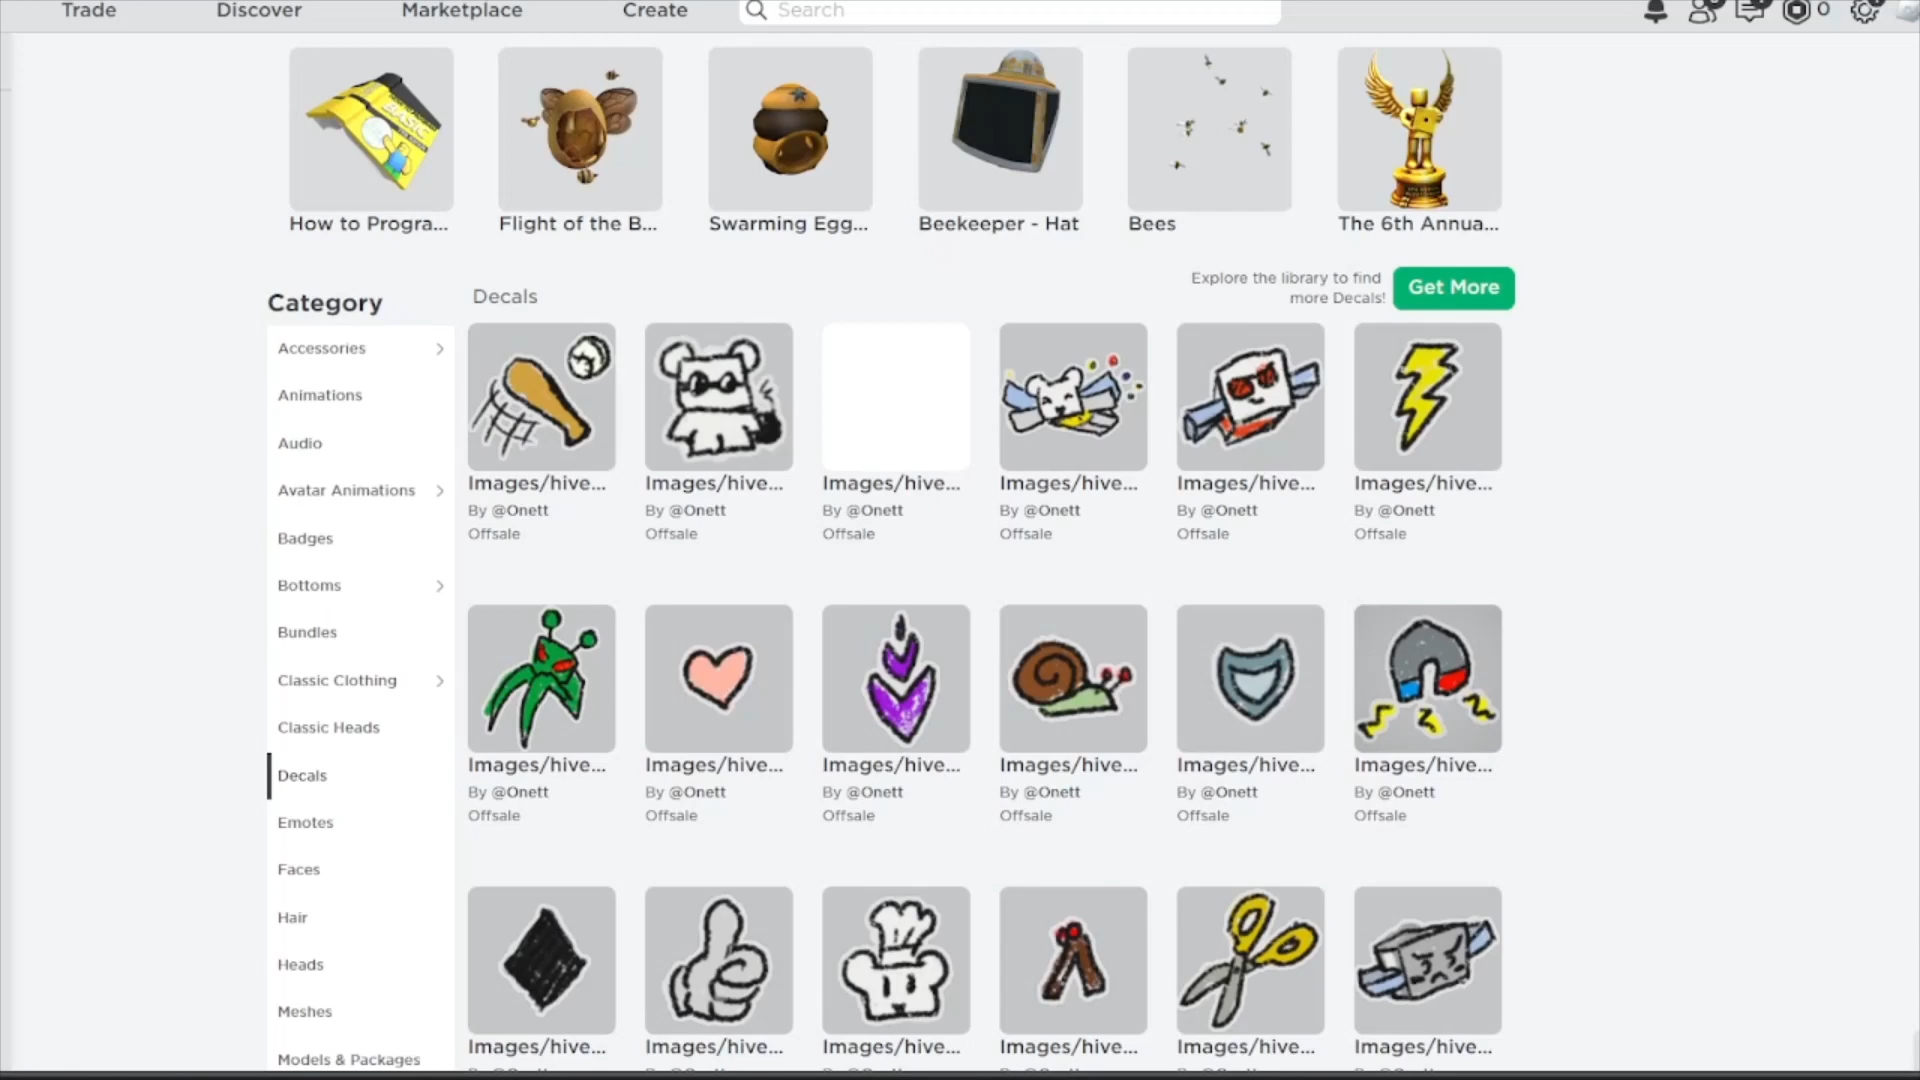 Trade Discover Marketplace Create Search 0
BASIC
How to Progra... Flight of the B... Swarming Egg... Beekeeper - Hat Bees The 6th Annua...
Category
Decals
Explore the library to find
more Decals!
Get More
Accessories
Animations
Audio
Avatar Animations
Badges
Bottoms
Bundles
Classic Clothing
Classic Heads
Decals
Emotes
Faces
Hair
Heads
Meshes
Models & Packages
Images/hive... Images/hive... Images/hive... Images/hive... Images/hive... Images/hive...
By @Onett By @Onett By @Onett By @Onett By @Onett By @Onett
Offsale Offsale Offsale Offsale Offsale Offsale
Images/hive... Images/hive... Images/hive... Images/hive... Images/hive... Images/hive...
By @Onett By @Onett By @Onett By @Onett By @Onett By @Onett
Offsale Offsale Offsale Offsale Offsale Offsale
Images/hive... Images/hive... Images/hive... Images/hive... Images/hive... Images/hive...